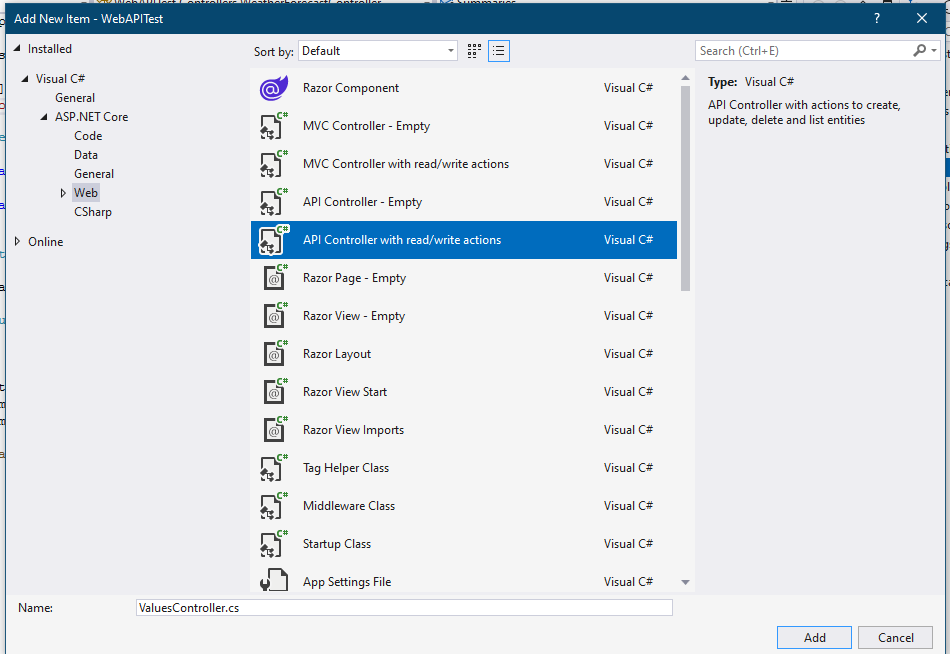 WebAPITest.Controllers.WeatherForecastController
Summaries
Add New Item - WebAPITest
?
Installed
Visual C#
General
ASP.NET Core
Code
Data
General
Web
CSharp
Online
Sort by: Default
Razor Component Visual C#
MVC Controller - Empty Visual C#
MVC Controller with read/write actions Visual C#
API Controller - Empty Visual C#
API Controller with read/write actions Visual C#
Razor Page - Empty Visual C#
Razor View - Empty Visual C#
Razor Layout Visual C#
Razor View Start Visual C#
Razor View Imports Visual C#
Tag Helper Class Visual C#
Middleware Class Visual C#
Startup Class Visual C#
App Settings File Visual C#
Search (Ctrl+E)
Type: Visual C#
API Controller with actions to create,
update, delete and list entities
Name: ValuesController.cs
Add Cancel